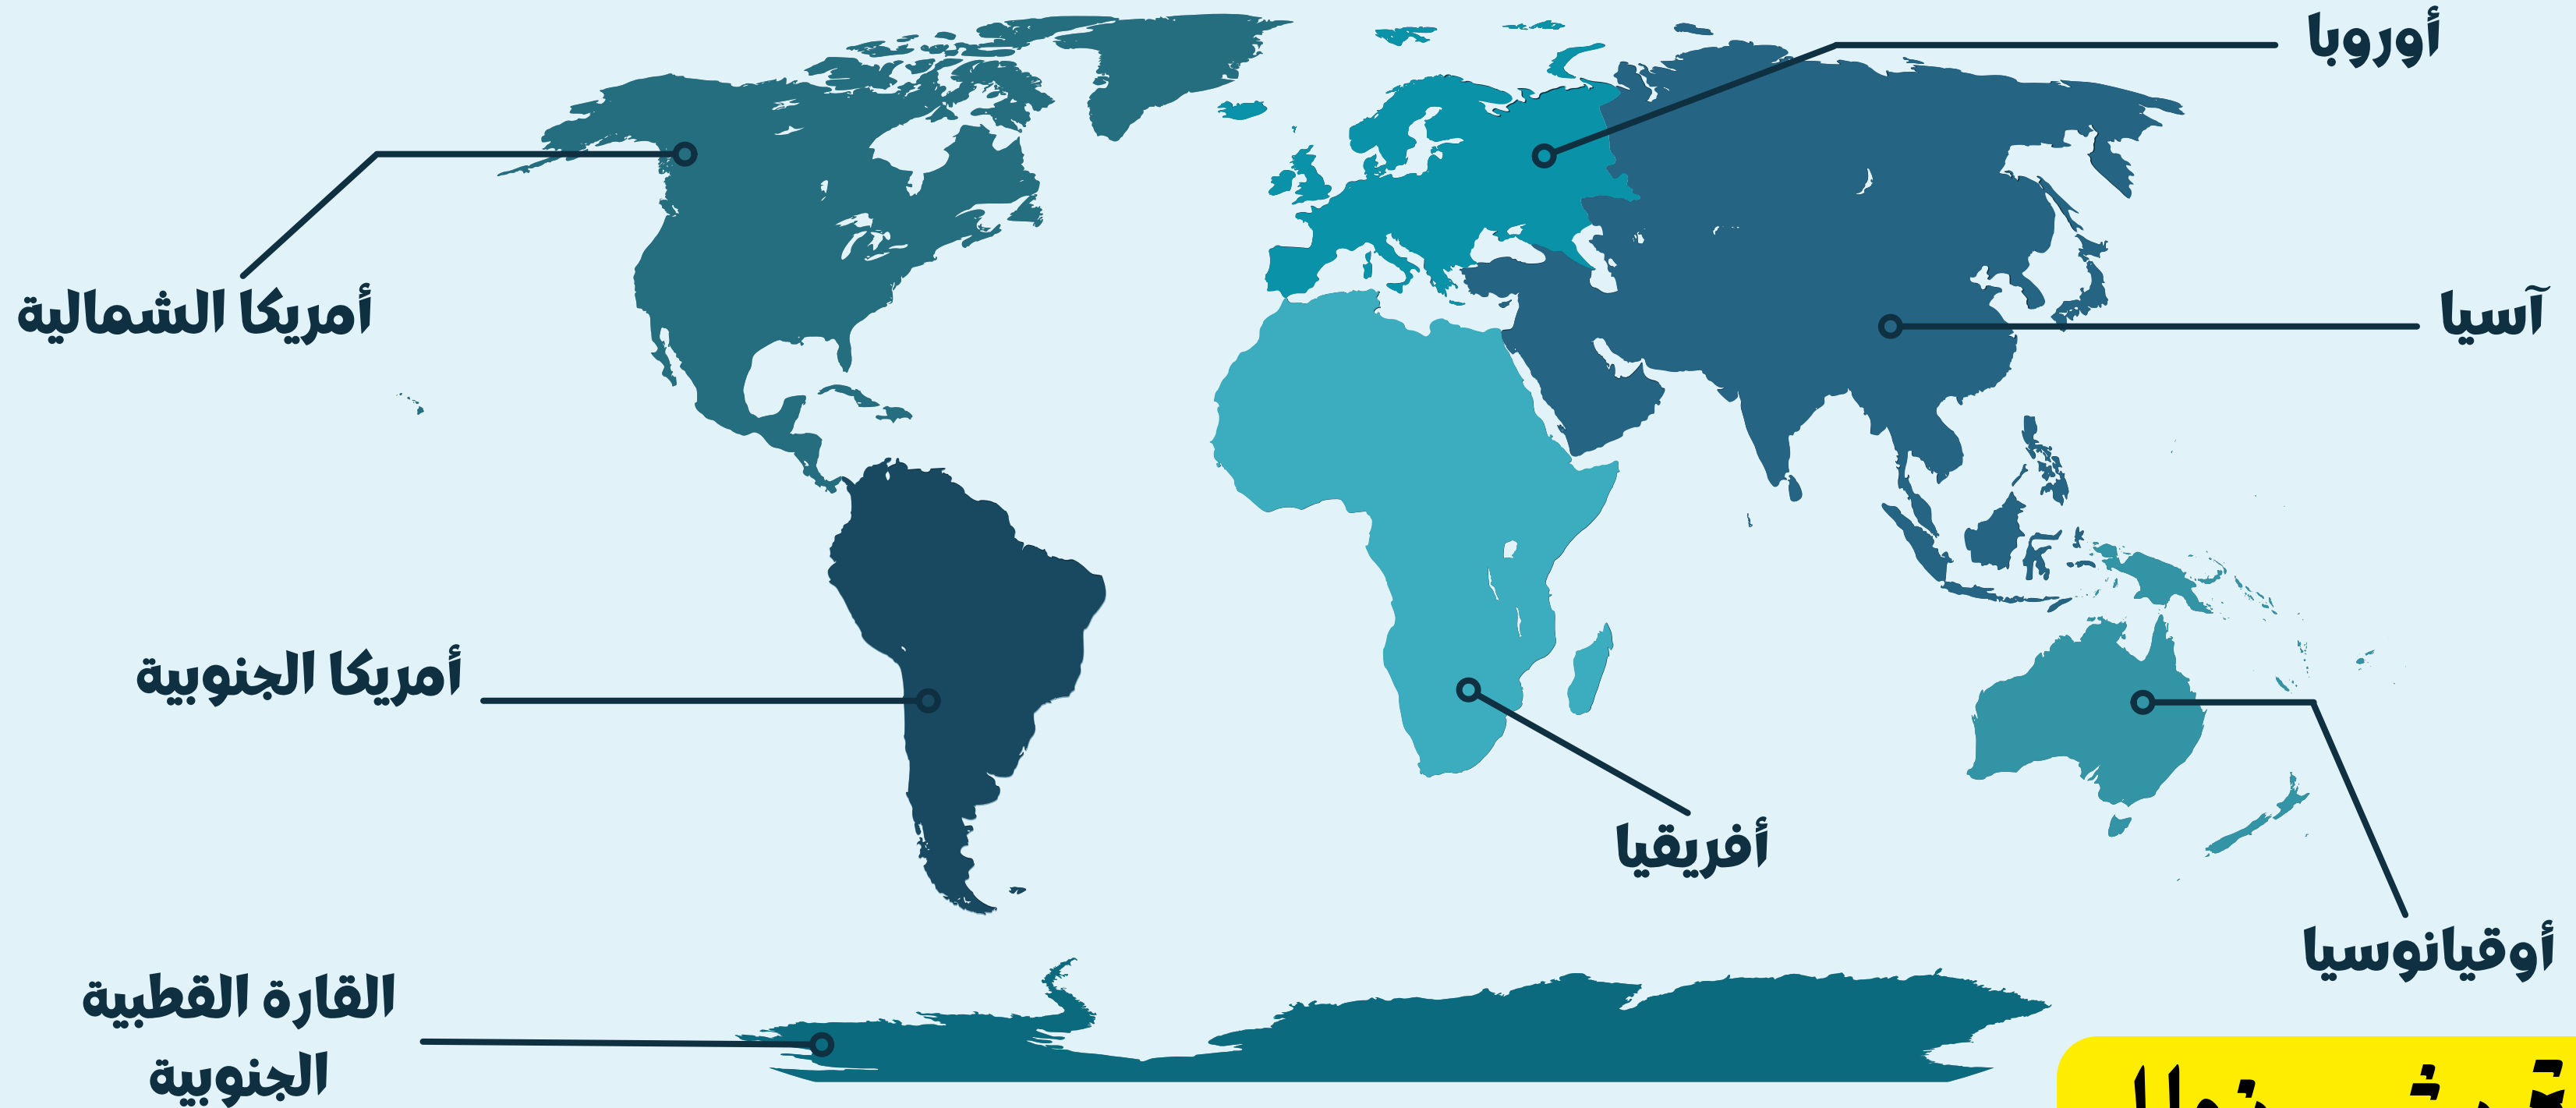 أوروبا
أمريكا الشمالية
آسيا
أمريكا الجنوبية
أفريقيا
أوقيانوسيا
القارة القطبية
الجنوبية